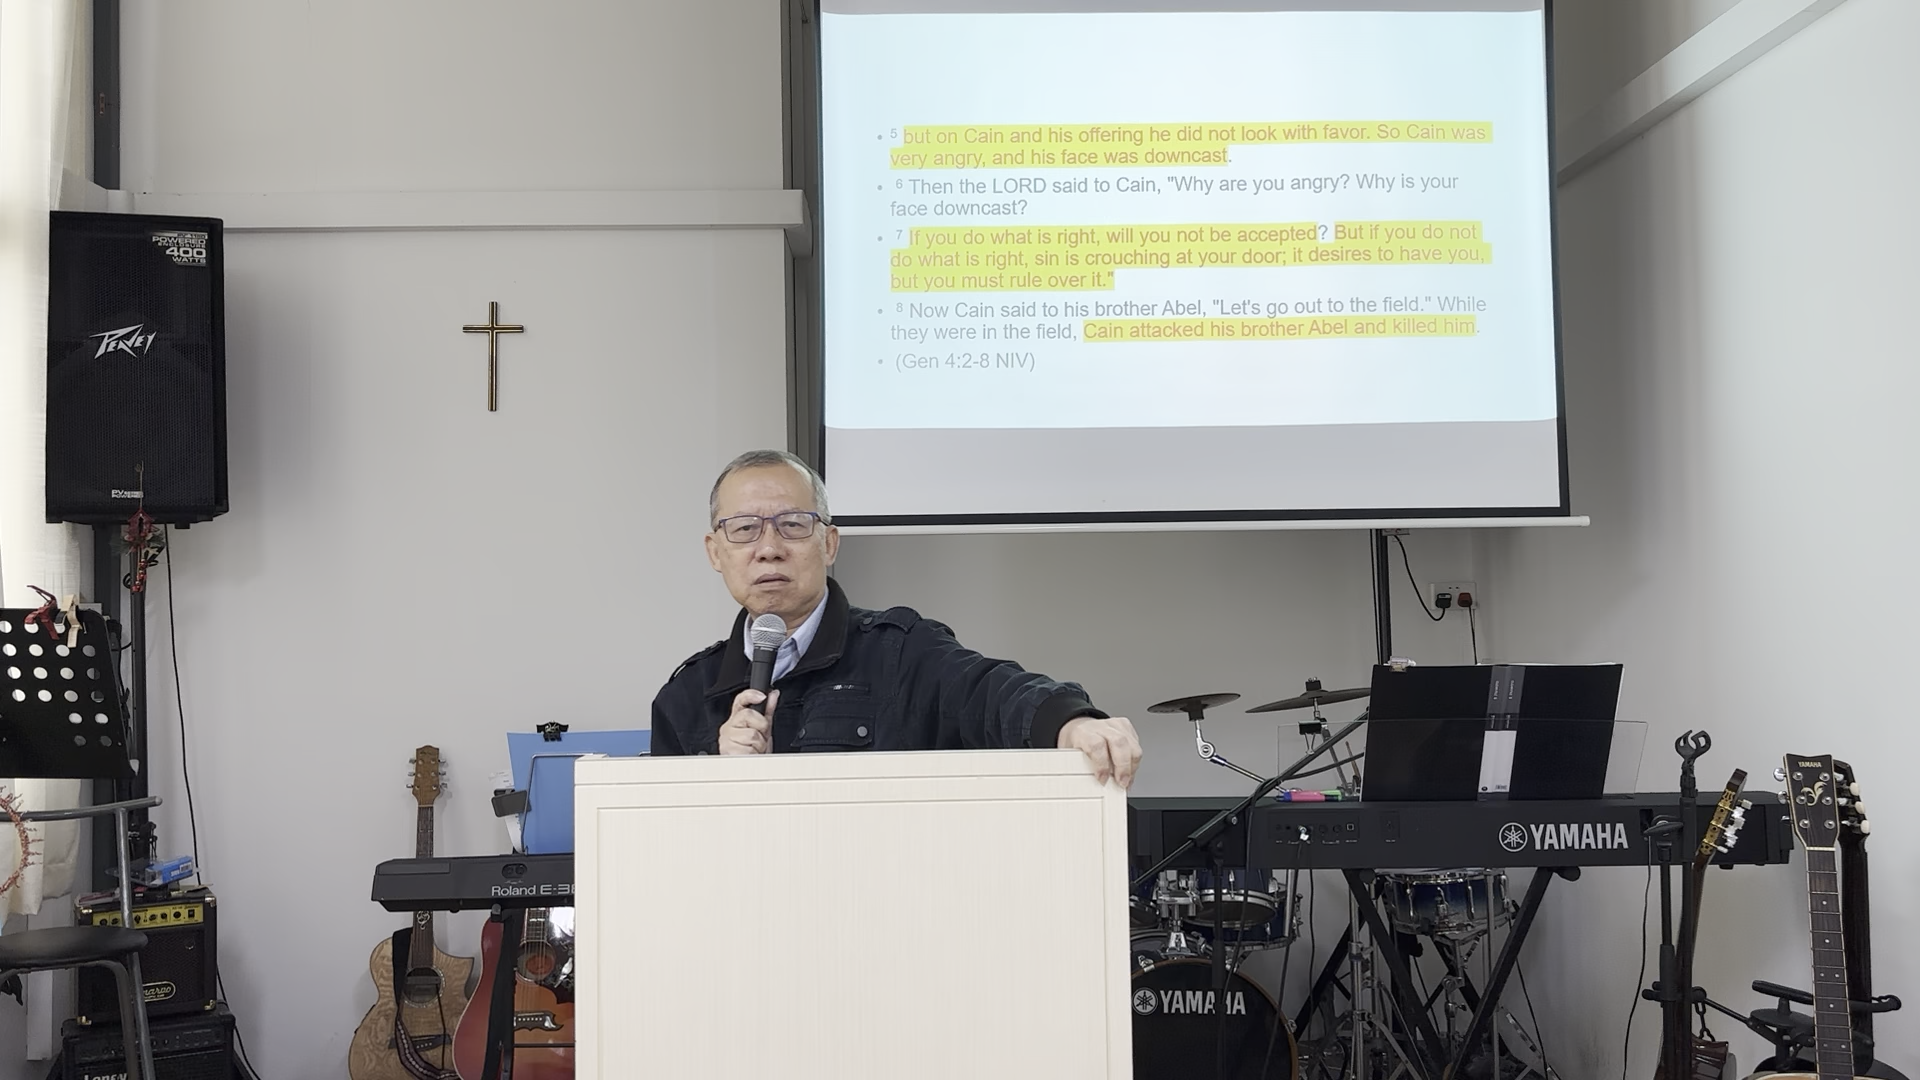 • 5 but on Cain and his offering he did not look with favor. So Cain was
very angry, and his face was downcast.
• 6 Then the LORD said to Cain, "Why are you angry? Why is your
face downcast?
• 7 If you do what is right, will you not be accepted? But if you do not
do what is right, sin is crouching at your door; it desires to have you,
but you must rule over it."
• 8 Now Cain said to his brother Abel, "Let's go out to the field." While
they were in the field, Cain attacked his brother Abel and killed him.
• (Gen 4:2-8 NIV)
POWERED
ENCLOSURE
400
WATTS
PEAVEY
Roland E-3
YAMAHA
YAMAHA
YAMAHA
Laney